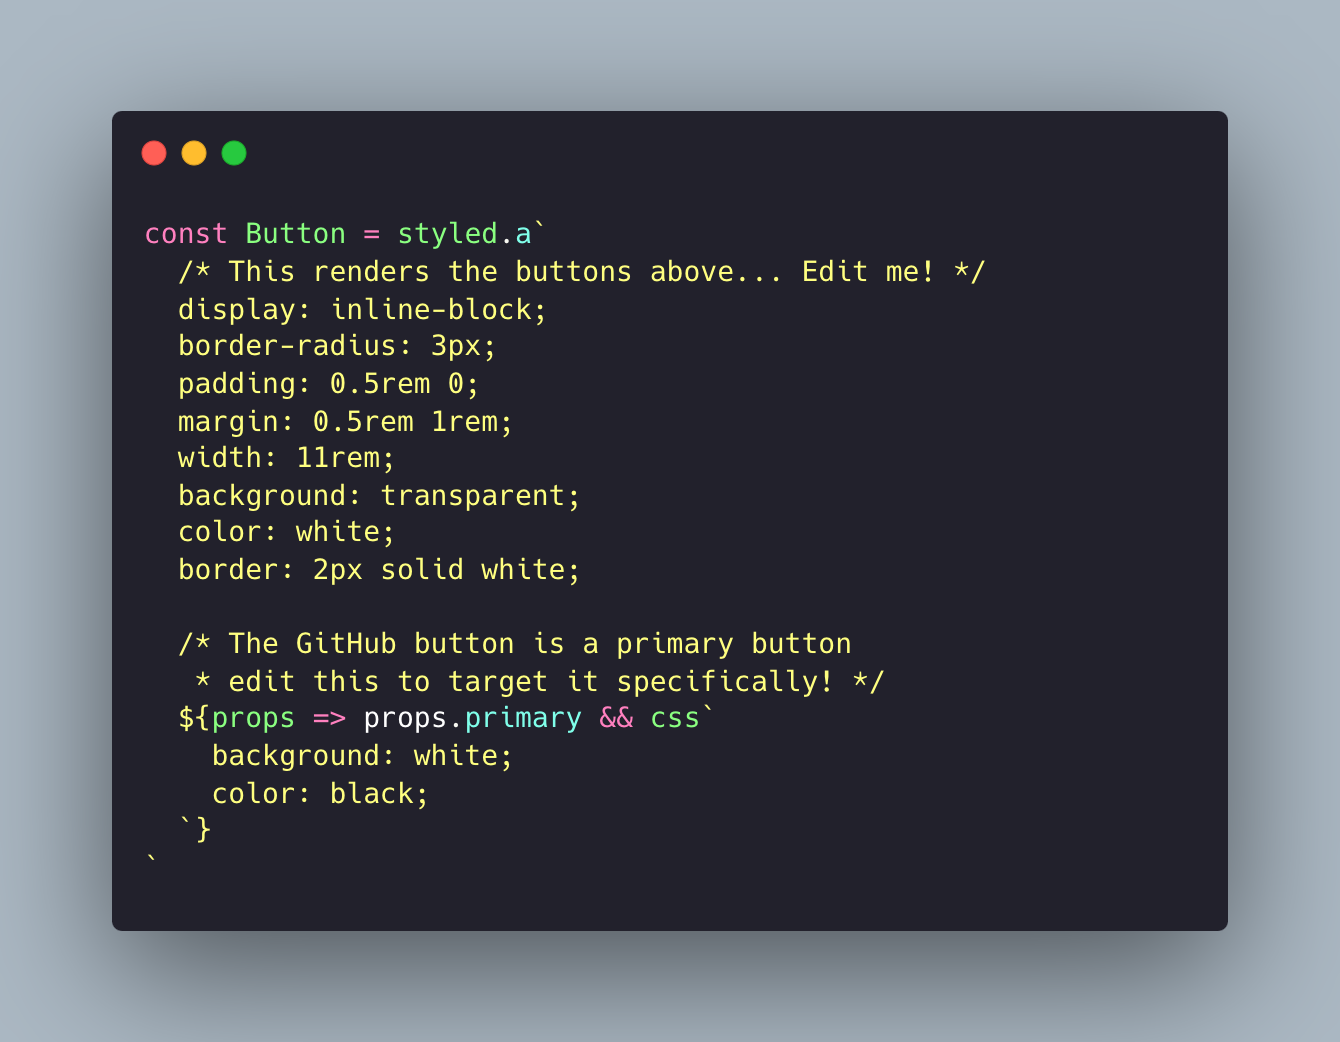 const Button = styled.a`
  /* This renders the buttons above... Edit me! */
  display: inline-block;
  border-radius: 3px;
  padding: 0.5rem 0;
  margin: 0.5rem 1rem;
  width: 11rem;
  background: transparent;
  color: white;
  border: 2px solid white;

  /* The GitHub button is a primary button
   * edit this to target it specifically! */
  ${props => props.primary && css`
    background: white;
    color: black;
  `}
`